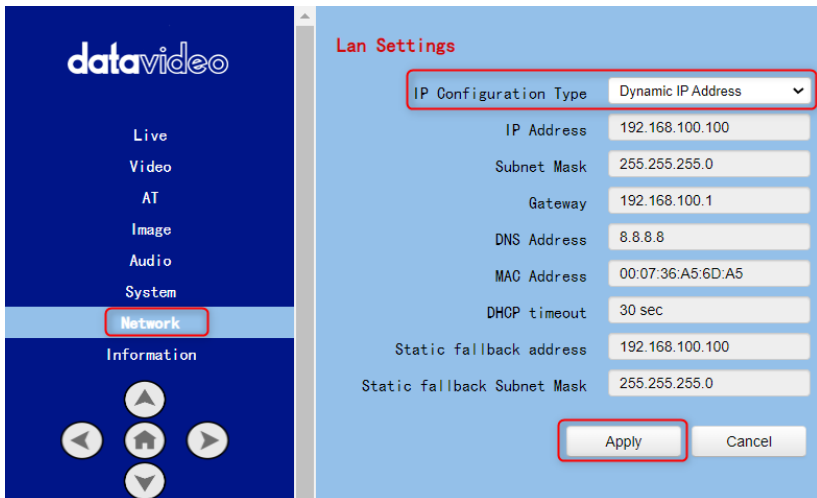 datavideo
Live
Video
AT
Image
Audio
System
Network
Information
Lan Settings
IP Configuration Type Dynamic IP Address
IP Address 192.168.100.100
Subnet Mask 255.255.255.0
Gateway 192.168.100.1
DNS Address 8.8.8.8
MAC Address 00:07:36:A5:6D:A5
DHCP timeout 30 sec
Static fallback address 192.168.100.100
Static fallback Subnet Mask 255.255.255.0
Apply Cancel